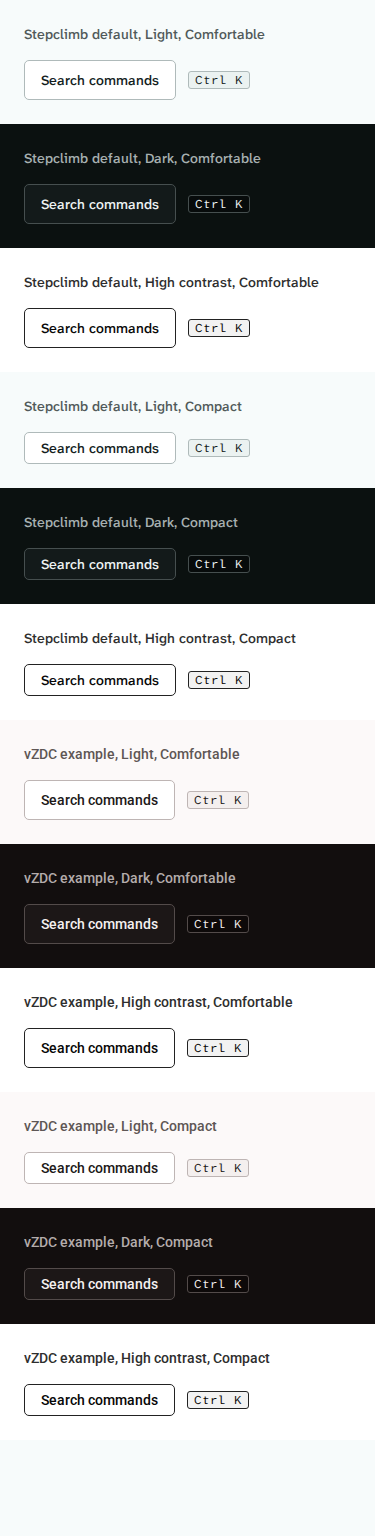 Stepclimb default, Light, Comfortable
Search commands Ctrl K
Stepclimb default, Dark, Comfortable
Search commands Ctrl K
Stepclimb default, High contrast, Comfortable
Search commands Ctrl K
Stepclimb default, Light, Compact
Search commands Ctrl K
Stepclimb default, Dark, Compact
Search commands Ctrl K
Stepclimb default, High contrast, Compact
Search commands Ctrl K
vZDC example, Light, Comfortable
Search commands Ctrl K
vZDC example, Dark, Comfortable
Search commands Ctrl K
vZDC example, High contrast, Comfortable
Search commands Ctrl K
vZDC example, Light, Compact
Search commands Ctrl K
vZDC example, Dark, Compact
Search commands Ctrl K
vZDC example, High contrast, Compact
Search commands Ctrl K